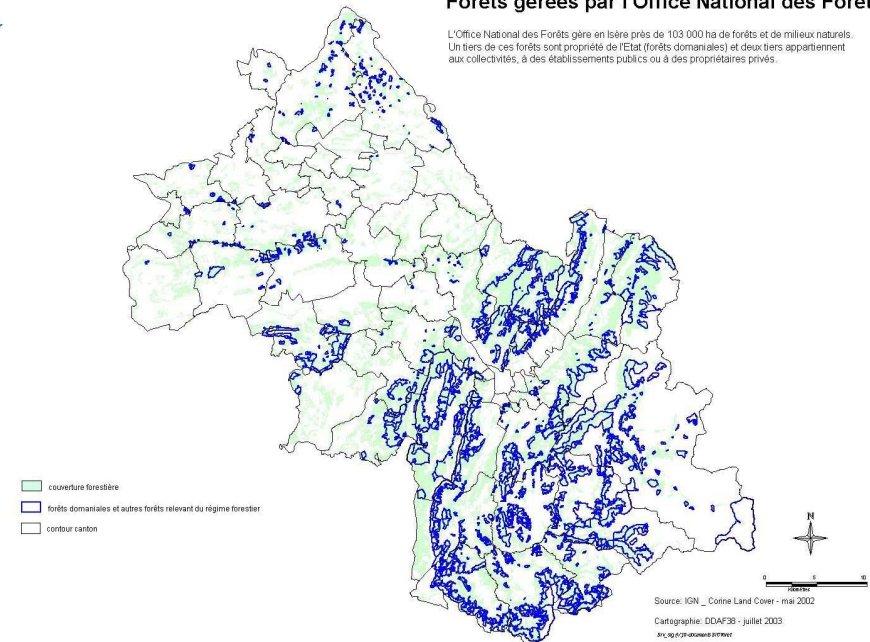 Forêts gérées par l'Office National des Forêt
L'Office National des Forêts gère en Isère près de 103 000 ha de forêts et de milieux naturels.
Un tiers de ces forêts sont propriété de l'Etat (forêts domaniales) et deux tiers appartiennent
aux collectivités, à des établissements publics ou à des propriétaires privés.
couverture forestière
forêts domaniales et autres forêts relevant du régime forestier
contour canton
N
0 5 10
Kilomètres
Source: IGN _ Corine Land Cover - mai 2002
Cartographie: DDAF38 - juillet 2003